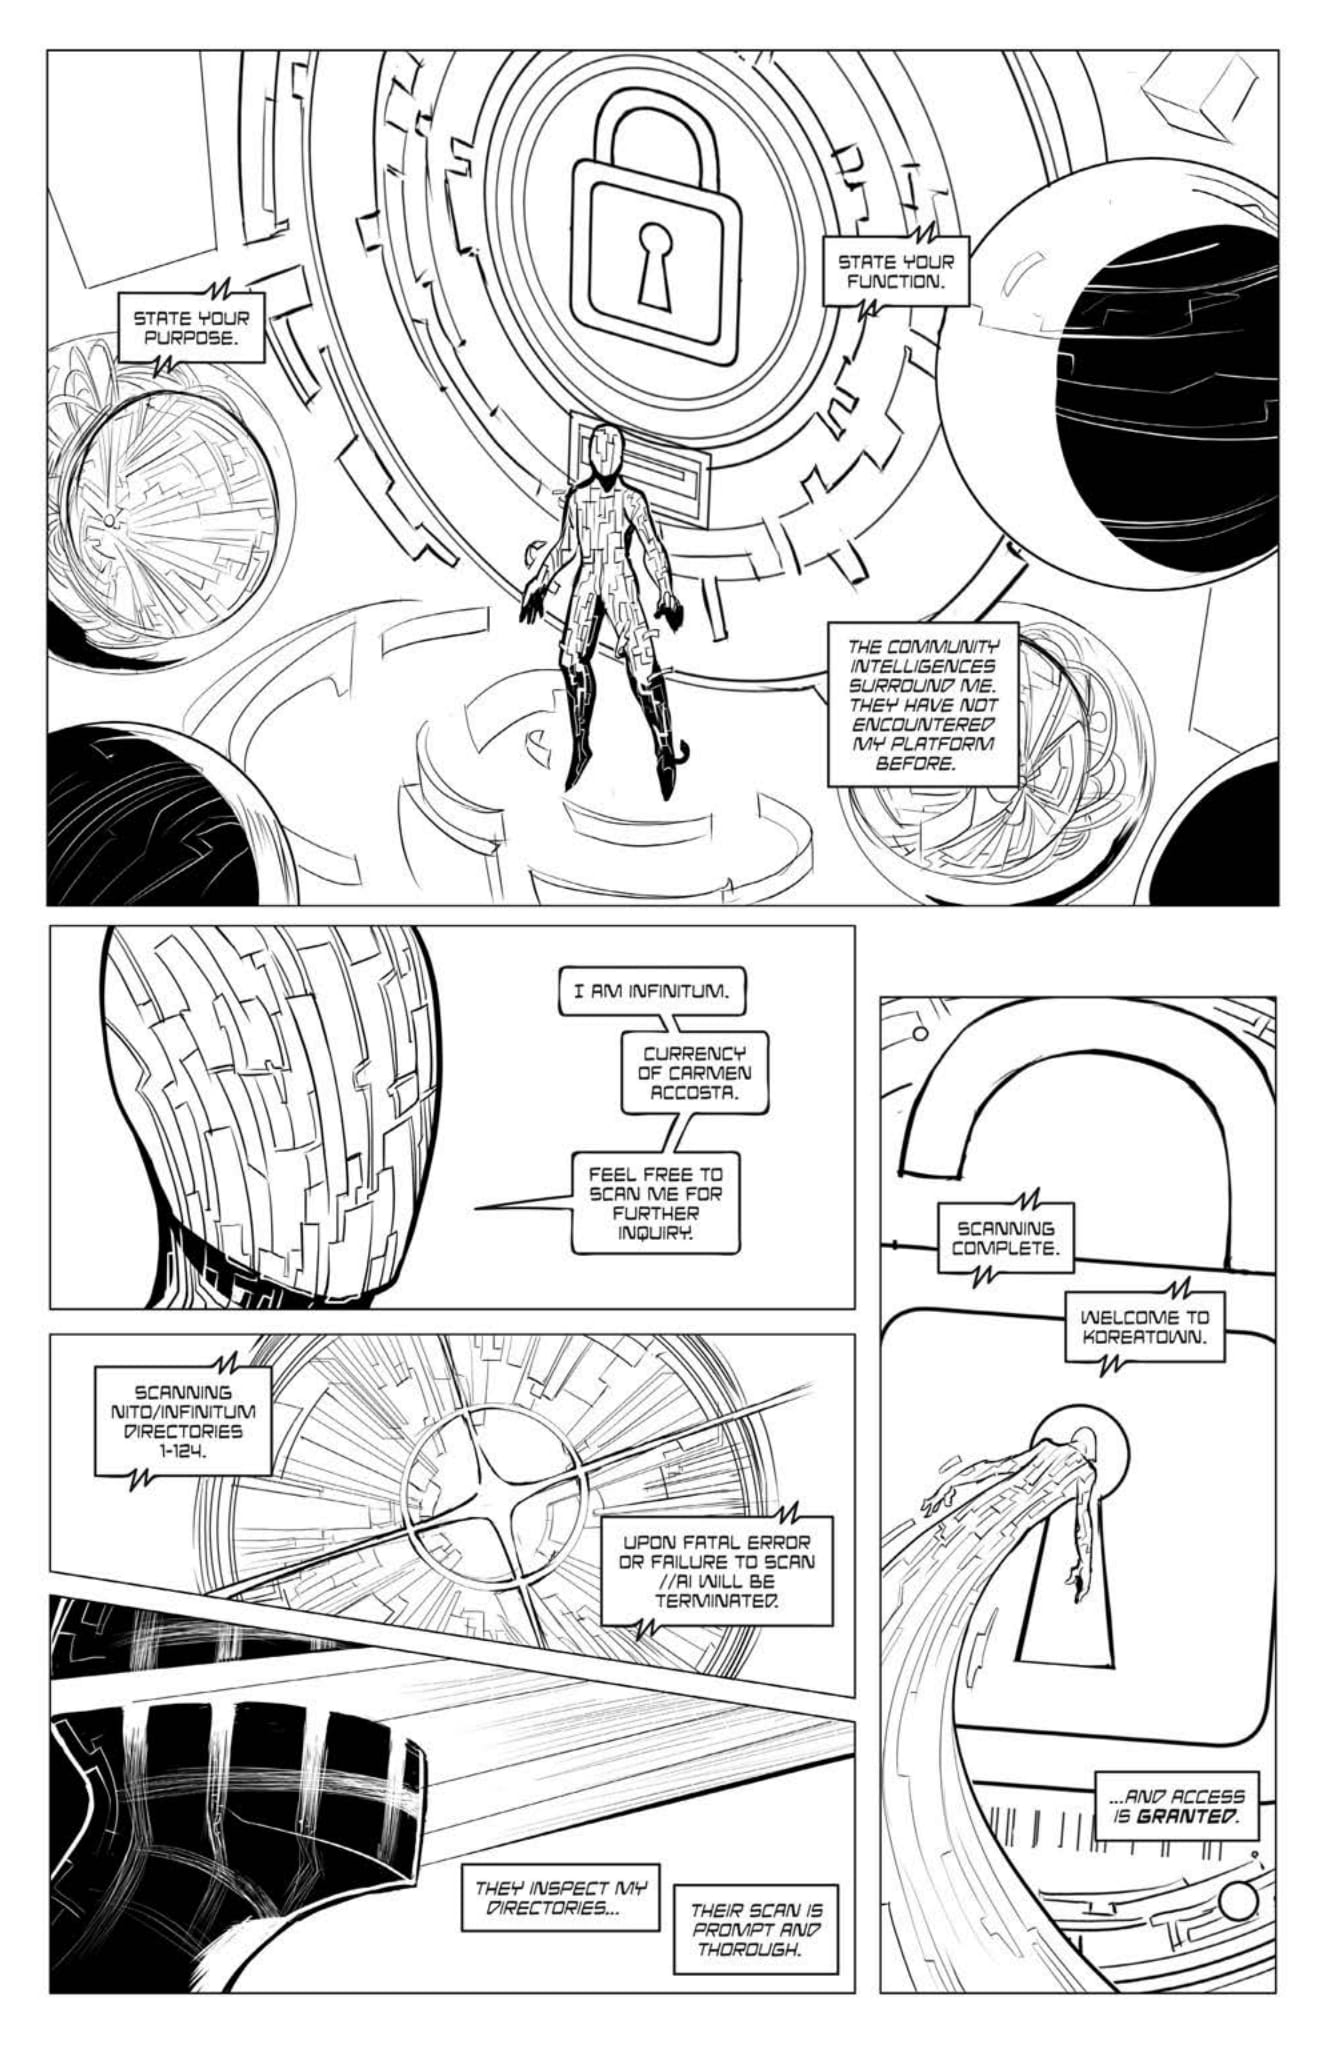 STATE YOUR
PURPOSE.
STATE YOUR
FUNCTION.
THE COMMUNITY
INTELLIGENCES
SURROUND ME.
THEY HAVE NOT
ENCOUNTERED
MY PLATFORM
BEFORE.
I AM INFINITUM.
CURRENCY
OF CARMEN
ACCOSTA.
FEEL FREE TO
SCAN ME FOR
FURTHER
INQUIRY.
SCANNING
NITO/INFINITUM
DIRECTORIES
1-124.
UPON FATAL ERROR
OR FAILURE TO SCAN
//AI WILL BE
TERMINATED.
THEY INSPECT MY
DIRECTORIES...
THEIR SCAN IS
PROMPT AND
THOROUGH.
SCANNING
COMPLETE.
WELCOME TO
KOREATOWN.
...AND ACCESS
IS GRANTED.